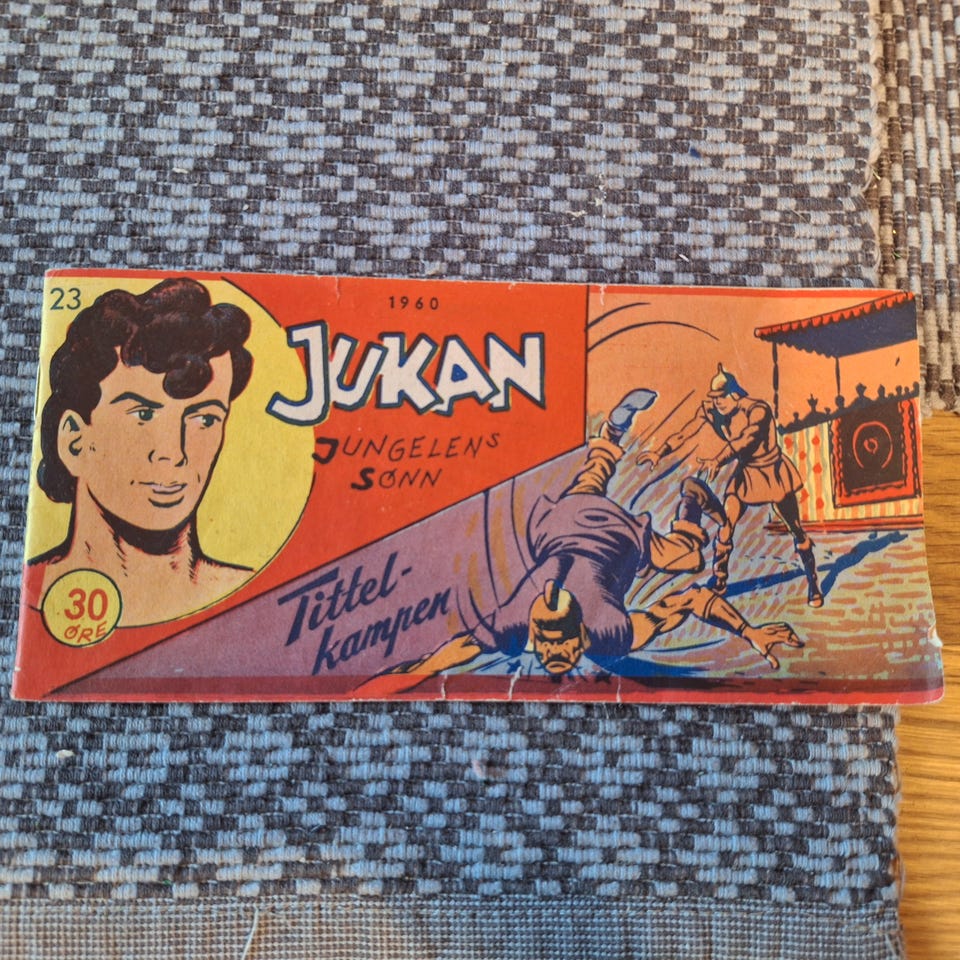 23
1960
JUKAN
JUNGELENS
SØNN
Tittel-
kampen
30
ØRE